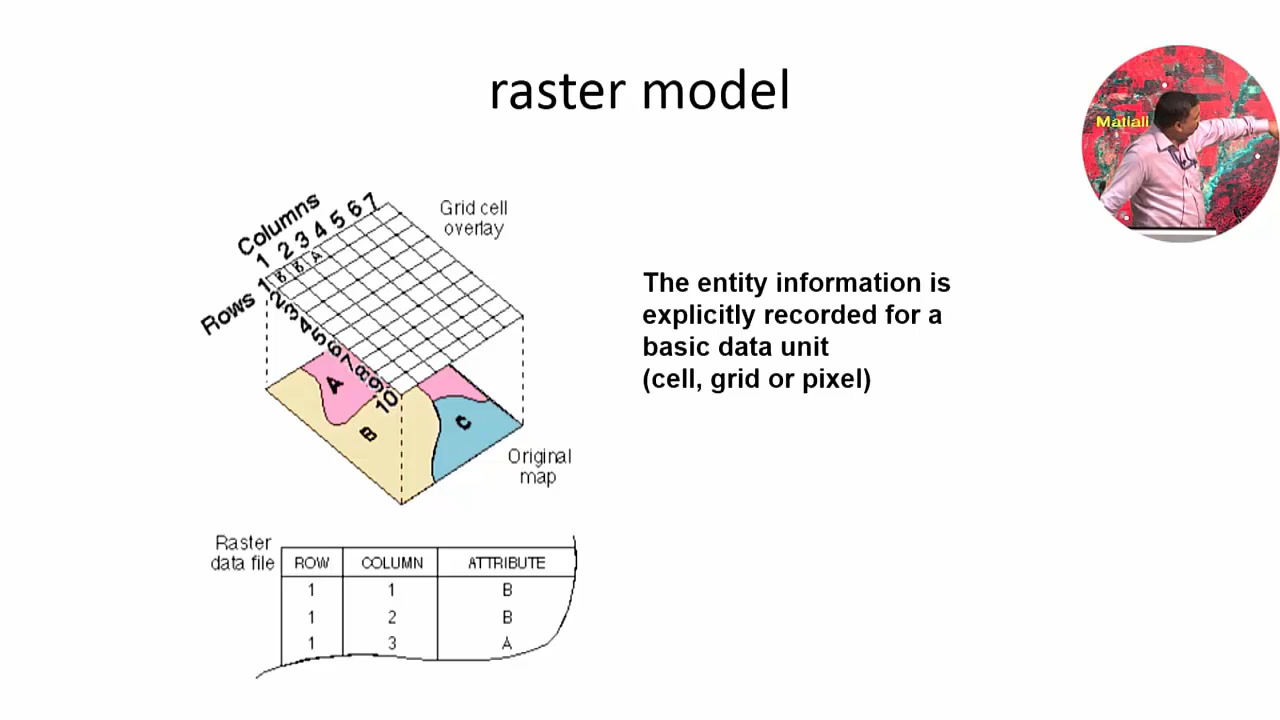 raster model
Matiali
Columns
1 2 3 4 5 6 7
Grid cell
overlay
B B A
Rows 1
2
3
4
5
6
7
8
9
10
The entity information is
explicitly recorded for a
basic data unit
(cell, grid or pixel)
A
B
C
Original
map
Raster
data file
ROW COLUMN ATTRIBUTE
1 1 B
1 2 B
1 3 A